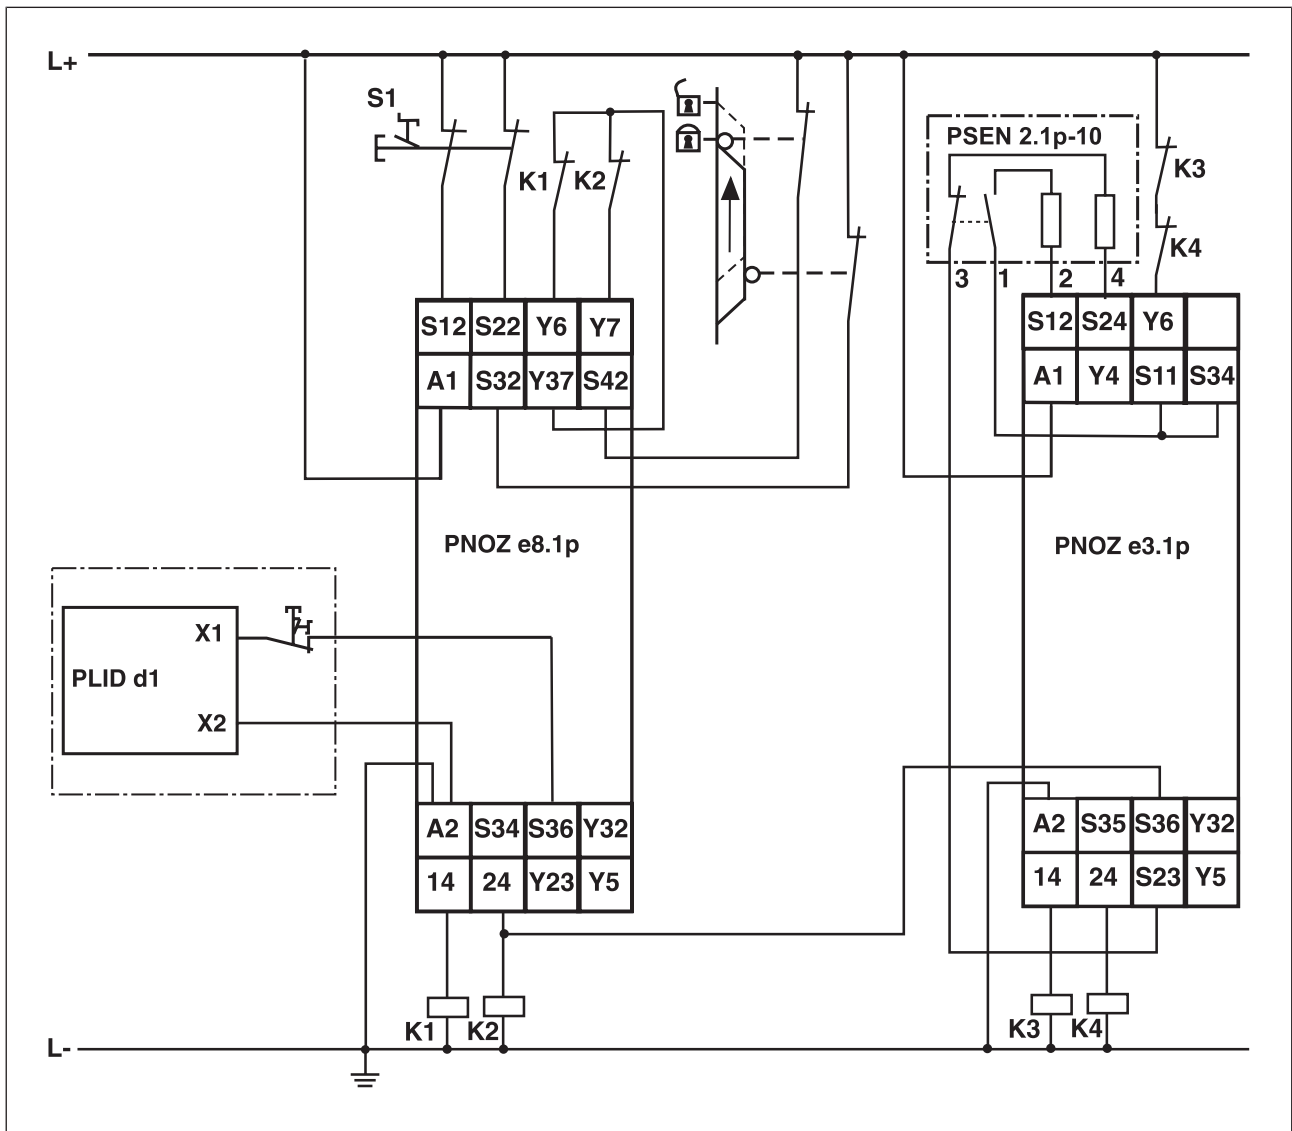 L+
S1
K1
K2
PSEN 2.1p-10
K3
K4
3
1
2
4
S12 S22 Y6 Y7
A1 S32 Y37 S42
S12 S24 Y6
A1 Y4 S11 S34
PNOZ e8.1p
PNOZ e3.1p
X1
PLID d1
X2
A2 S34 S36 Y32
14 24 Y23 Y5
A2 S35 S36 Y32
14 24 S23 Y5
K1
K2
K3
K4
L-